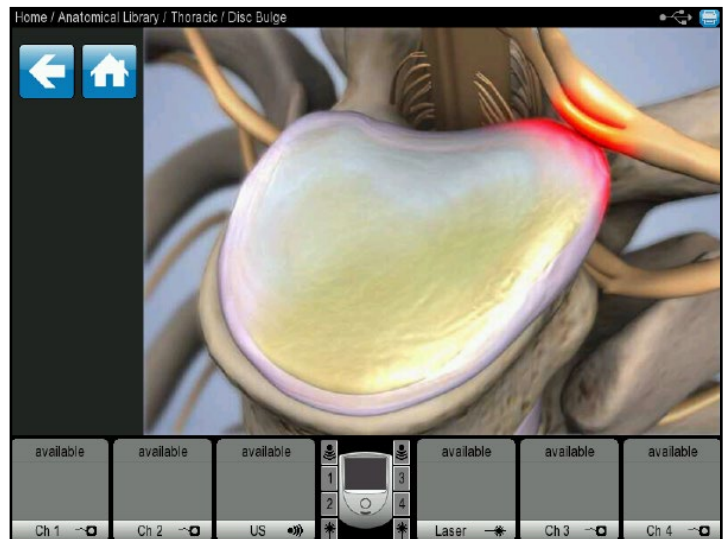 Home / Anatomical Library / Thoracic / Disc Bulge
available available available available available available
1 3
2 4
Ch 1 Ch 2 US Laser Ch 3 Ch 4